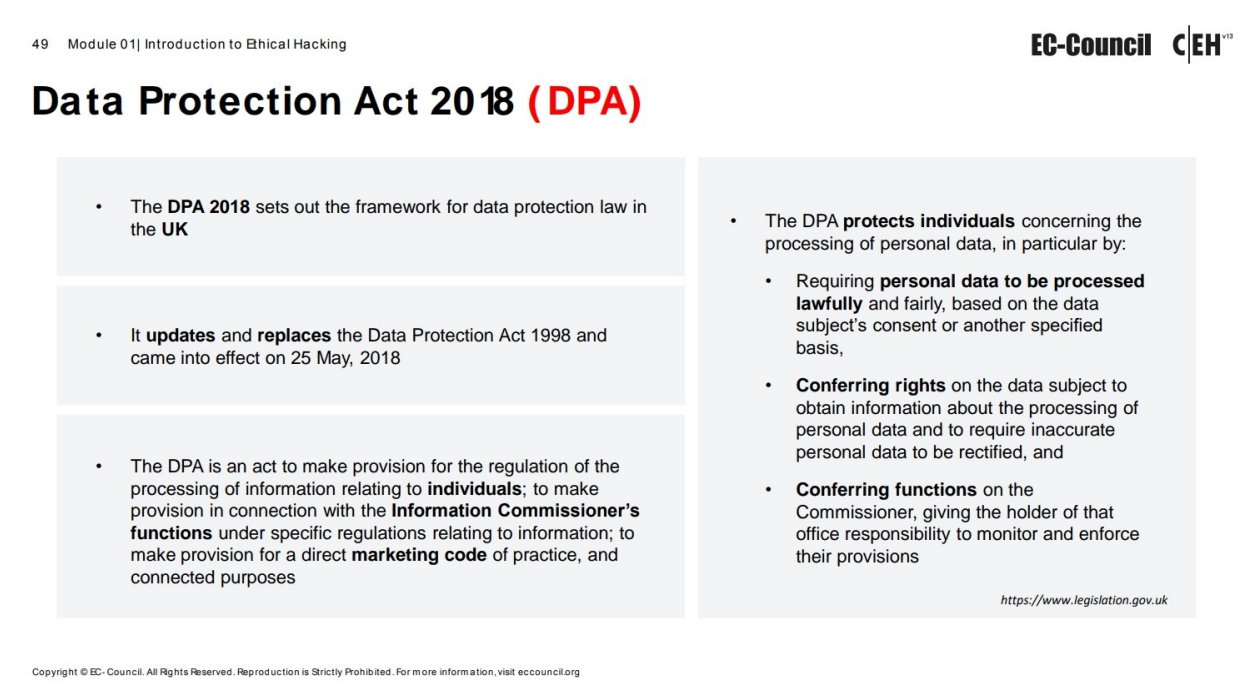 49 Module 01| Introduction to Ethical Hacking
EC-Council C|EH v13
Data Protection Act 2018 (DPA)
• The DPA 2018 sets out the framework for data protection law in
the UK
• It updates and replaces the Data Protection Act 1998 and
came into effect on 25 May, 2018
• The DPA is an act to make provision for the regulation of the
processing of information relating to individuals; to make
provision in connection with the Information Commissioner's
functions under specific regulations relating to information; to
make provision for a direct marketing code of practice, and
connected purposes
• The DPA protects individuals concerning the
processing of personal data, in particular by:
• Requiring personal data to be processed
lawfully and fairly, based on the data
subject's consent or another specified
basis,
• Conferring rights on the data subject to
obtain information about the processing of
personal data and to require inaccurate
personal data to be rectified, and
• Conferring functions on the
Commissioner, giving the holder of that
office responsibility to monitor and enforce
their provisions
https://www.legislation.gov.uk
Copyright © EC-Council. All Rights Reserved. Reproduction is Strictly Prohibited. For more information, visit eccouncil.org